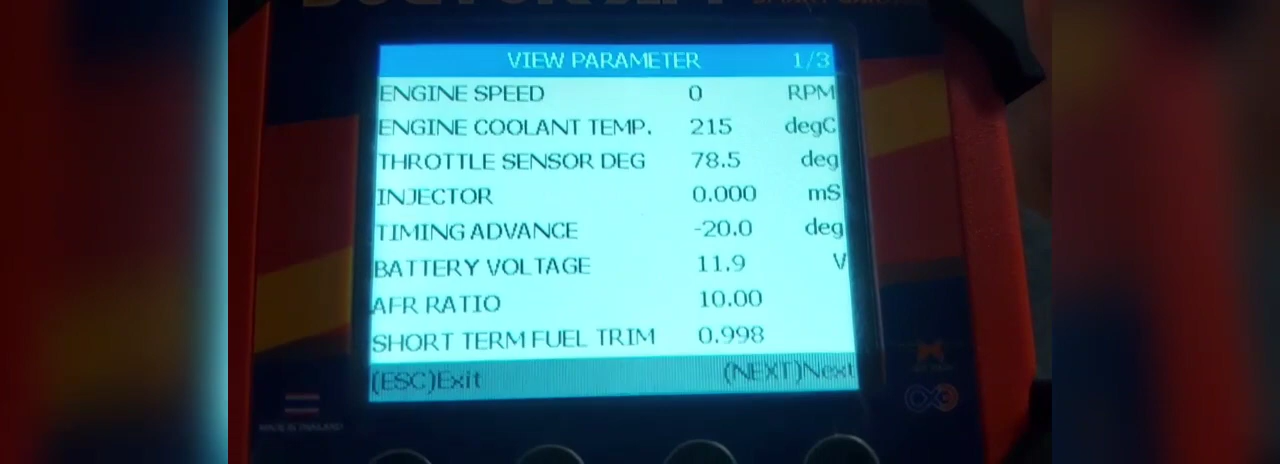 VIEW PARAMETER 1/3
ENGINE SPEED 0 RPM
ENGINE COOLANT TEMP. 215 degC
THROTTLE SENSOR DEG 78.5 deg
INJECTOR 0.000 mS
TIMING ADVANCE -20.0 deg
BATTERY VOLTAGE 11.9 V
AFR RATIO 10.00
SHORT TERM FUEL TRIM 0.998
(ESC)Exit (NEXT)Next
MADE IN THAILAND